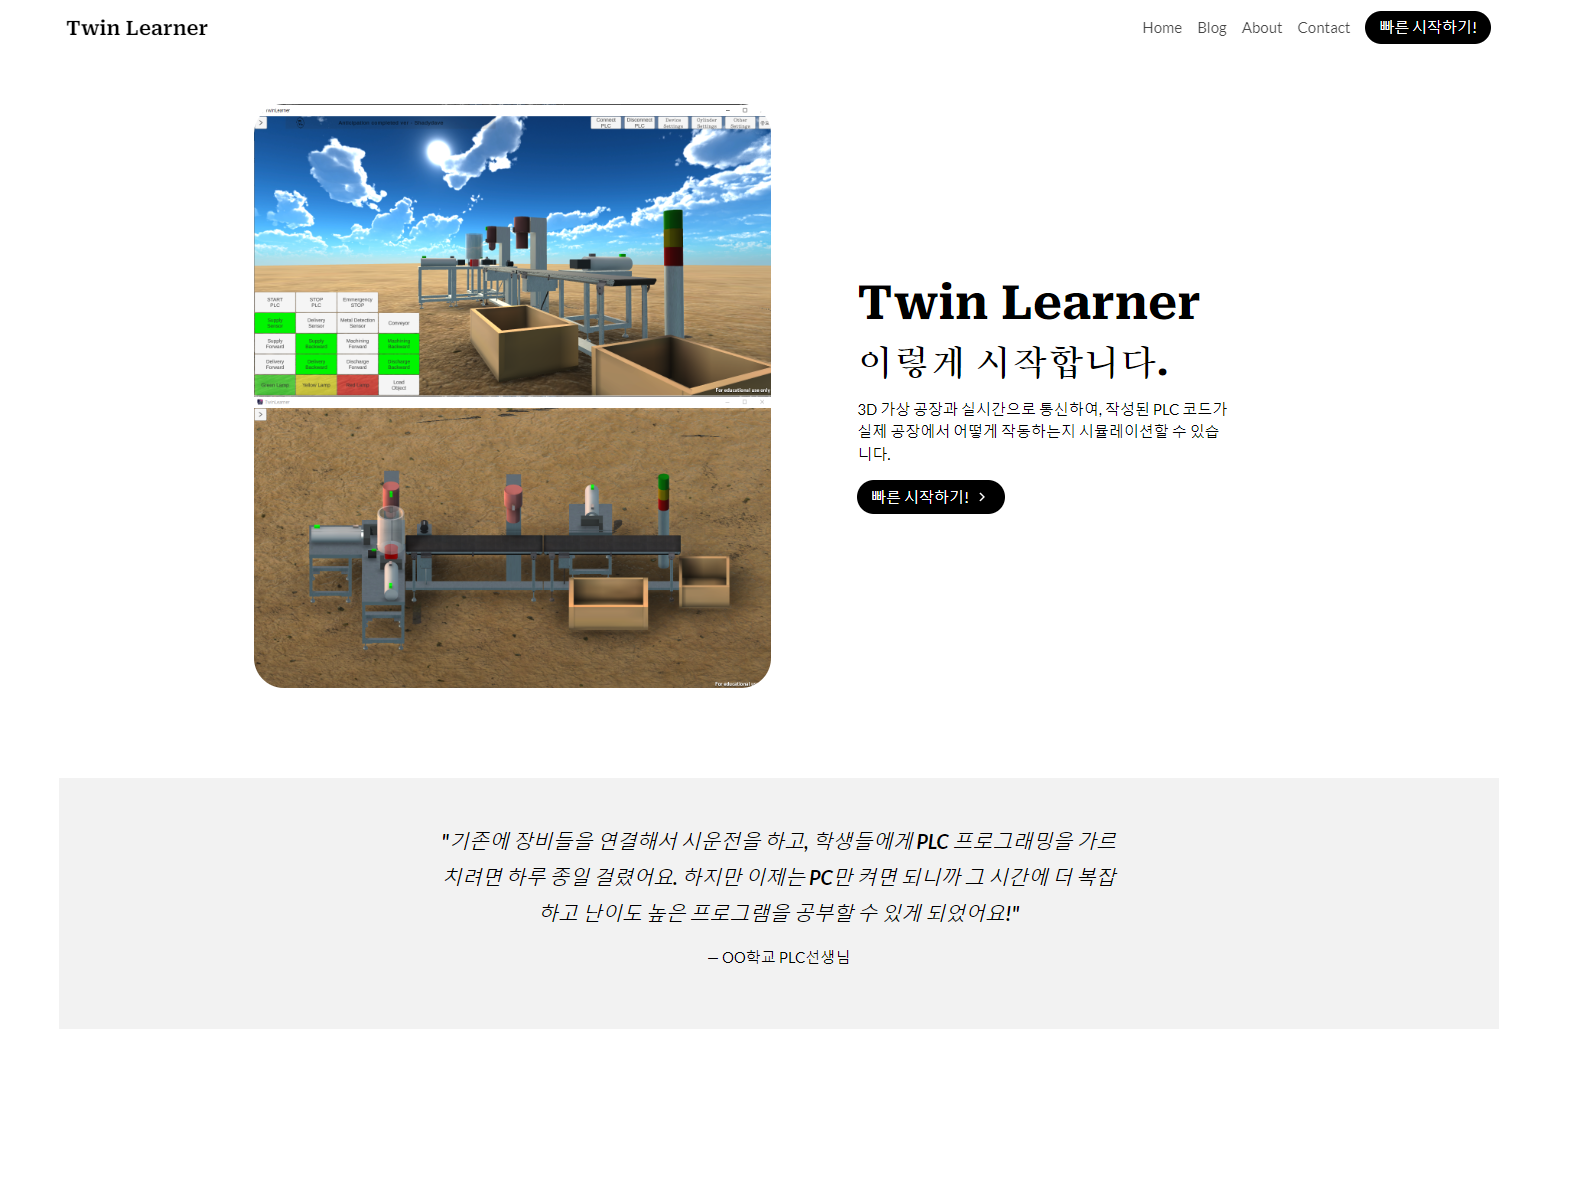 Twin Learner
Home Blog About Contact 빠른 시작하기!
TwinLearner
Connect PLC
Disconnect PLC
Device Settings
Cylinder Settings
Other Settings
START PLC
STOP PLC
Emmergency STOP
Supply Sensor
Delivery Sensor
Metal Detection Sensor
Conveyor
Supply Forward
Supply Backward
Machining Forward
Machining Backward
Delivery Forward
Delivery Backward
Discharge Forward
Discharge Backward
Green Lamp
Yellow Lamp
Red Lamp
Load Object
For educational use only
TwinLearner
For educational
Twin Learner
이렇게 시작합니다.
3D 가상 공장과 실시간으로 통신하여, 작성된 PLC 코드가
실제 공장에서 어떻게 작동하는지 시뮬레이션할 수 있습
니다.
빠른 시작하기!
"기존에 장비들을 연결해서 시운전을 하고, 학생들에게 PLC 프로그래밍을 가르
치려면 하루 종일 걸렸어요. 하지만 이제는 PC만 켜면 되니까 그 시간에 더 복잡
하고 난이도 높은 프로그램을 공부할 수 있게 되었어요!"
— OO학교 PLC선생님